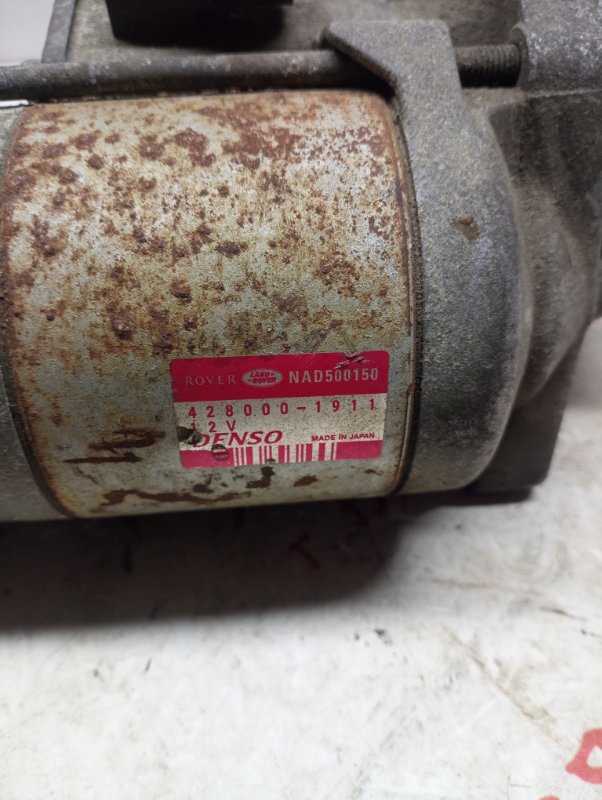 ROVER LAND ROVER NAD500150
428000-1911
12V
DENSO MADE IN JAPAN